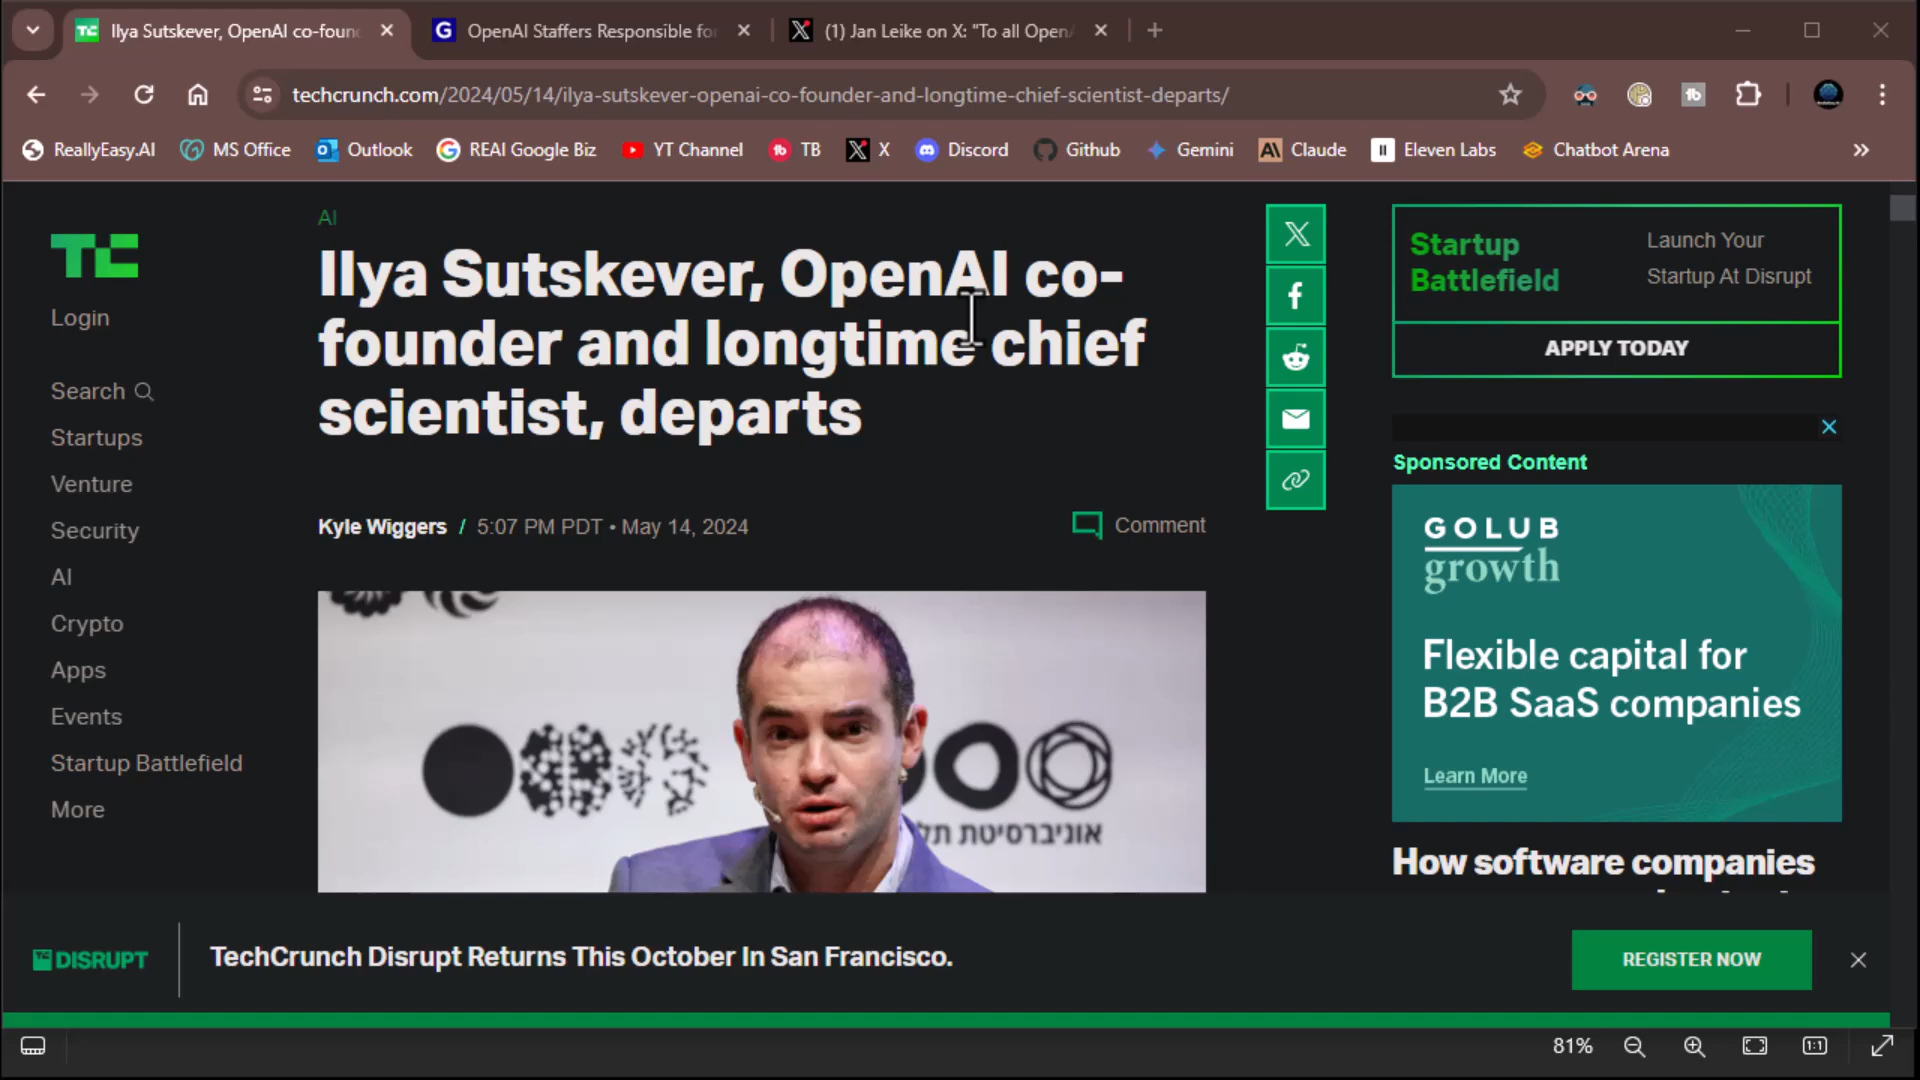 Ilya Sutskever, OpenAI co-foun
OpenAI Staffers Responsible fo
(1) Jan Leike on X: "To all OpenA
techcrunch.com/2024/05/14/ilya-sutskever-openai-co-founder-and-longtime-chief-scientist-departs/
ReallyEasy.AI
MS Office
Outlook
REAI Google Biz
YT Channel
TB
X
Discord
Github
Gemini
Claude
Eleven Labs
Chatbot Arena
TC
Login
Search
Startups
Venture
Security
AI
Crypto
Apps
Events
Startup Battlefield
More
AI
Ilya Sutskever, OpenAI co-
founder and longtime chief
scientist, departs
Kyle Wiggers / 5:07 PM PDT • May 14, 2024
Comment
אוניברסיטת תל
Startup
Battlefield
Launch Your
Startup At Disrupt
APPLY TODAY
Sponsored Content
GOLUB
growth
Flexible capital for
B2B SaaS companies
Learn More
How software companies
DISRUPT
TechCrunch Disrupt Returns This October In San Francisco.
REGISTER NOW
81%
1:1